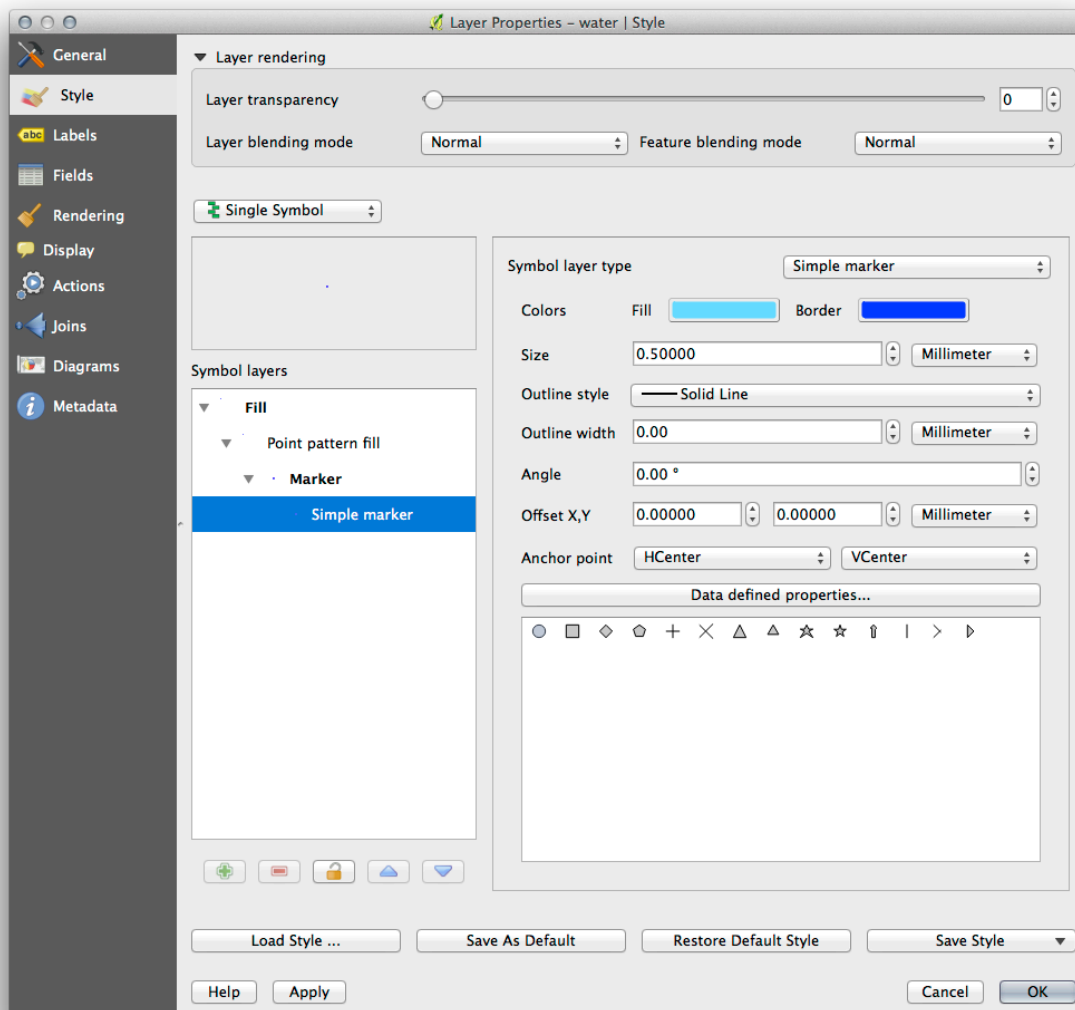 Layer Properties – water | Style
General
Style
abc Labels
Fields
Rendering
Display
Actions
Joins
Diagrams
Metadata
Layer rendering
Layer transparency 0
Layer blending mode Normal Feature blending mode Normal
Single Symbol
Symbol layers
Fill
Point pattern fill
Marker
Simple marker
Symbol layer type Simple marker
Colors Fill Border
Size 0.50000 Millimeter
Outline style Solid Line
Outline width 0.00 Millimeter
Angle 0.00 °
Offset X,Y 0.00000 0.00000 Millimeter
Anchor point HCenter VCenter
Data defined properties...
Load Style ... Save As Default Restore Default Style Save Style
Help Apply Cancel OK